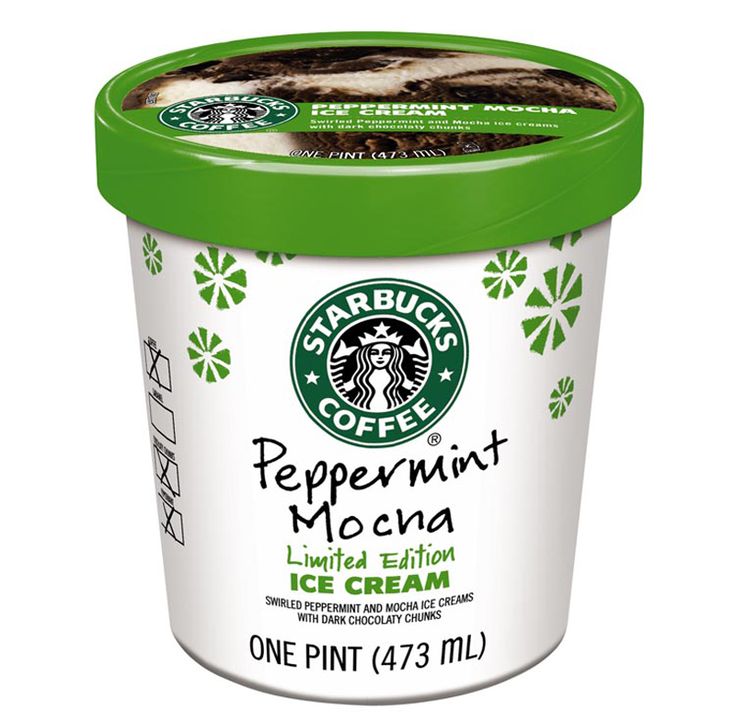 STARBUCKS
COFFEE
PEPPERMINT MOCHA
ICE CREAM
Swirled Peppermint and Mocha ice creams
with dark chocolaty chunks
ONE PINT (473 mL)
STARBUCKS
COFFEE
®
Peppermint
Mocha
Limited Edition
ICE CREAM
SWIRLED PEPPERMINT AND MOCHA ICE CREAMS
WITH DARK CHOCOLATY CHUNKS
ONE PINT (473 mL)